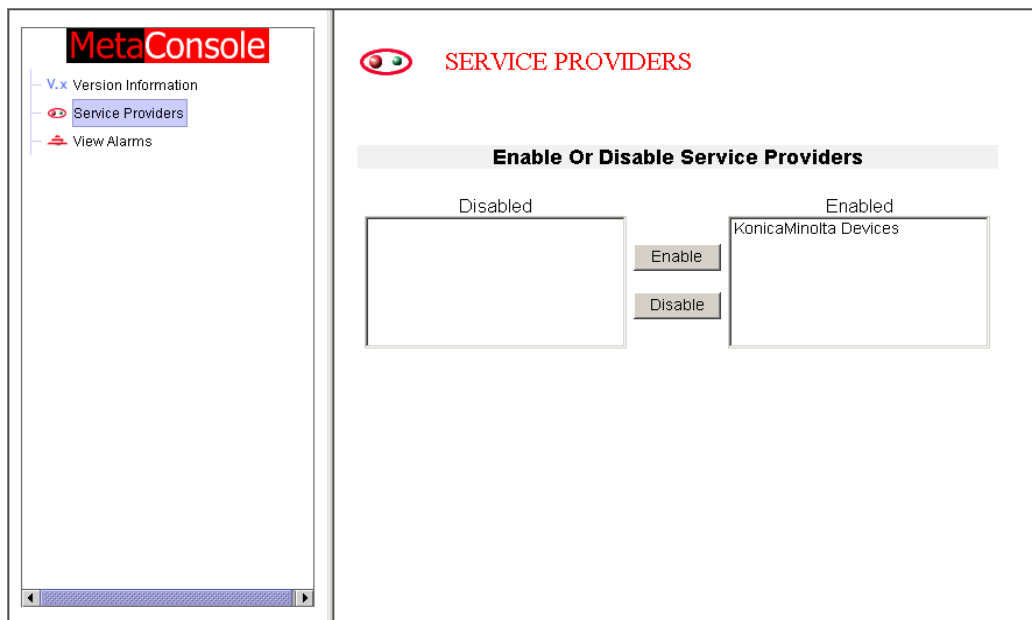 MetaConsole
V.x Version Information
Service Providers
View Alarms
SERVICE PROVIDERS
Enable Or Disable Service Providers
Disabled
Enabled
KonicaMinolta Devices
Enable
Disable